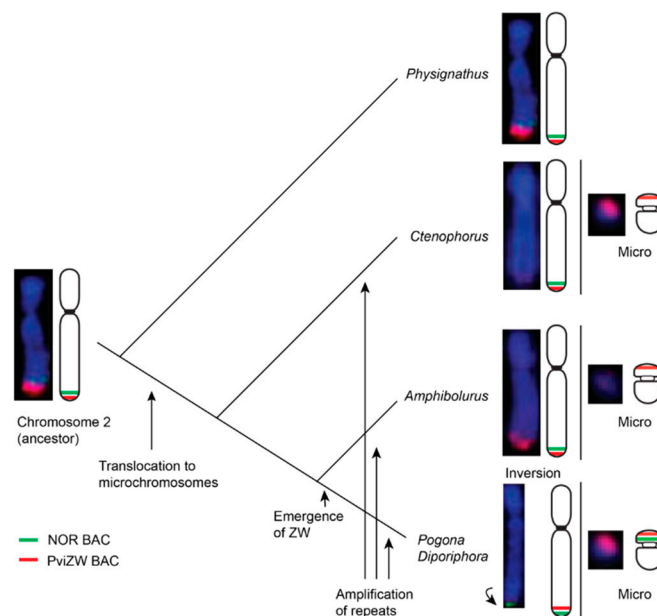 Physignathus
Ctenophorus
Micro
Chromosome 2
(ancestor)
Translocation to
microchromosomes
Amphibolurus
Micro
Inversion
Emergence
of ZW
NOR BAC
PviZW BAC
Pogona
Diporiphora
Amplification
of repeats
Micro